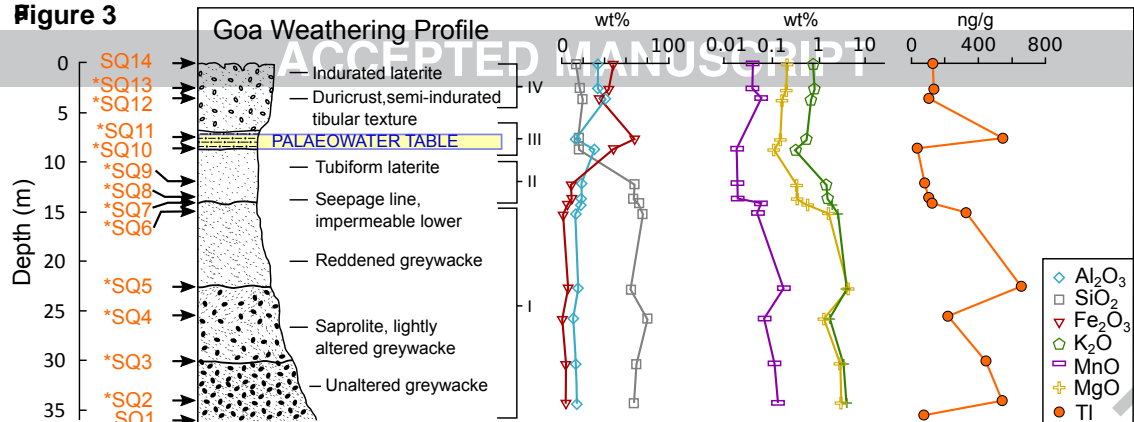 Figure 3
ACCEPTED MANUSCRIPT
Goa Weathering Profile
wt%
wt%
ng/g
0 100
0.01 0.1 1 10
0 400 800
Depth (m)
0
5
10
15
20
25
30
35
SQ14
*SQ13
*SQ12
*SQ11
*SQ10
*SQ9
*SQ8
*SQ7
*SQ6
*SQ5
*SQ4
*SQ3
*SQ2
SQ1
Indurated laterite
Duricrust,semi-indurated
tibular texture
PALAEOWATER TABLE
Tubiform laterite
Seepage line,
impermeable lower
Reddened greywacke
Saprolite, lightly
altered greywacke
Unaltered greywacke
IV
III
II
I
Al₂O₃
SiO₂
Fe₂O₃
K₂O
MnO
MgO
Tl